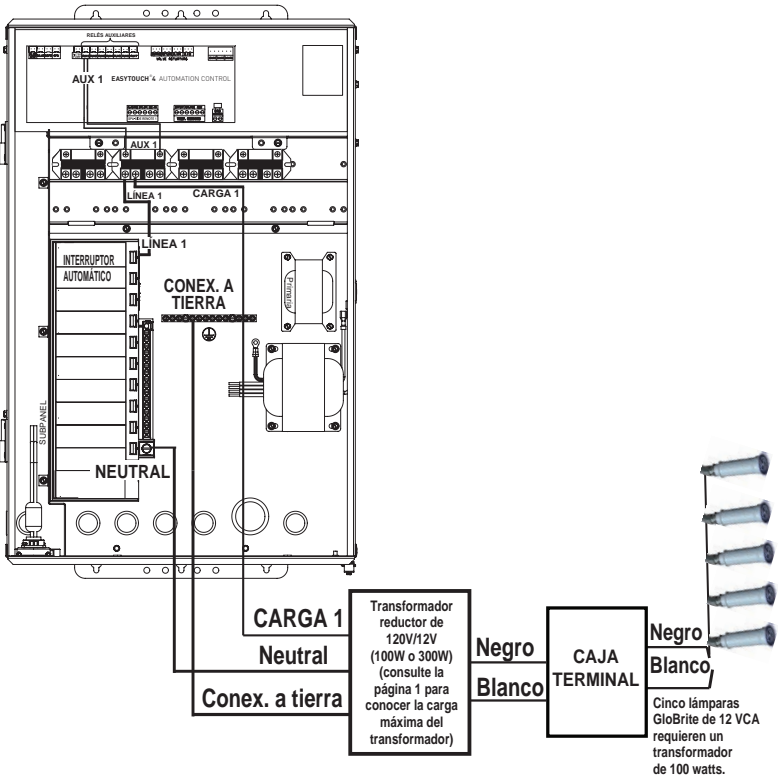 RELÉS AUXILIARES
VALVE ACTUATORS
AUX 1
EASYTOUCH®4 AUTOMATION CONTROL
AUX 1
LÍNEA 1
CARGA 1
LÍNEA 1
INTERRUPTOR
AUTOMÁTICO
CONEX. A
TIERRA
Primaria
SUBPANEL
NEUTRAL
CARGA 1
Neutral
Conex. a tierra
Transformador
reductor de
120V/12V
(100W o 300W)
(consulte la
página 1 para
conocer la carga
máxima del
transformador)
Negro
Blanco
CAJA
TERMINAL
Negro
Blanco
Cinco lámparas
GloBrite de 12 VCA
requieren un
transformador
de 100 watts.